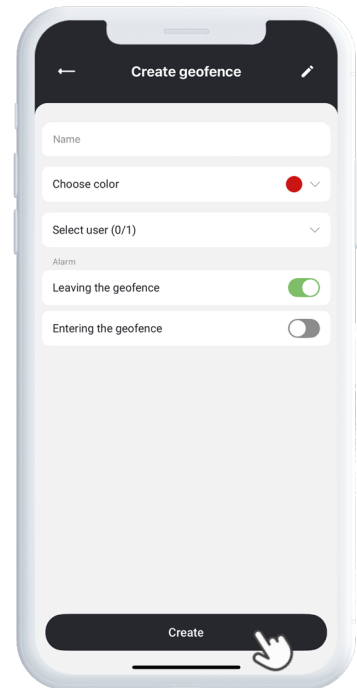 Create geofence
Name
Choose color
Select user (0/1)
Alarm
Leaving the geofence
Entering the geofence
Create